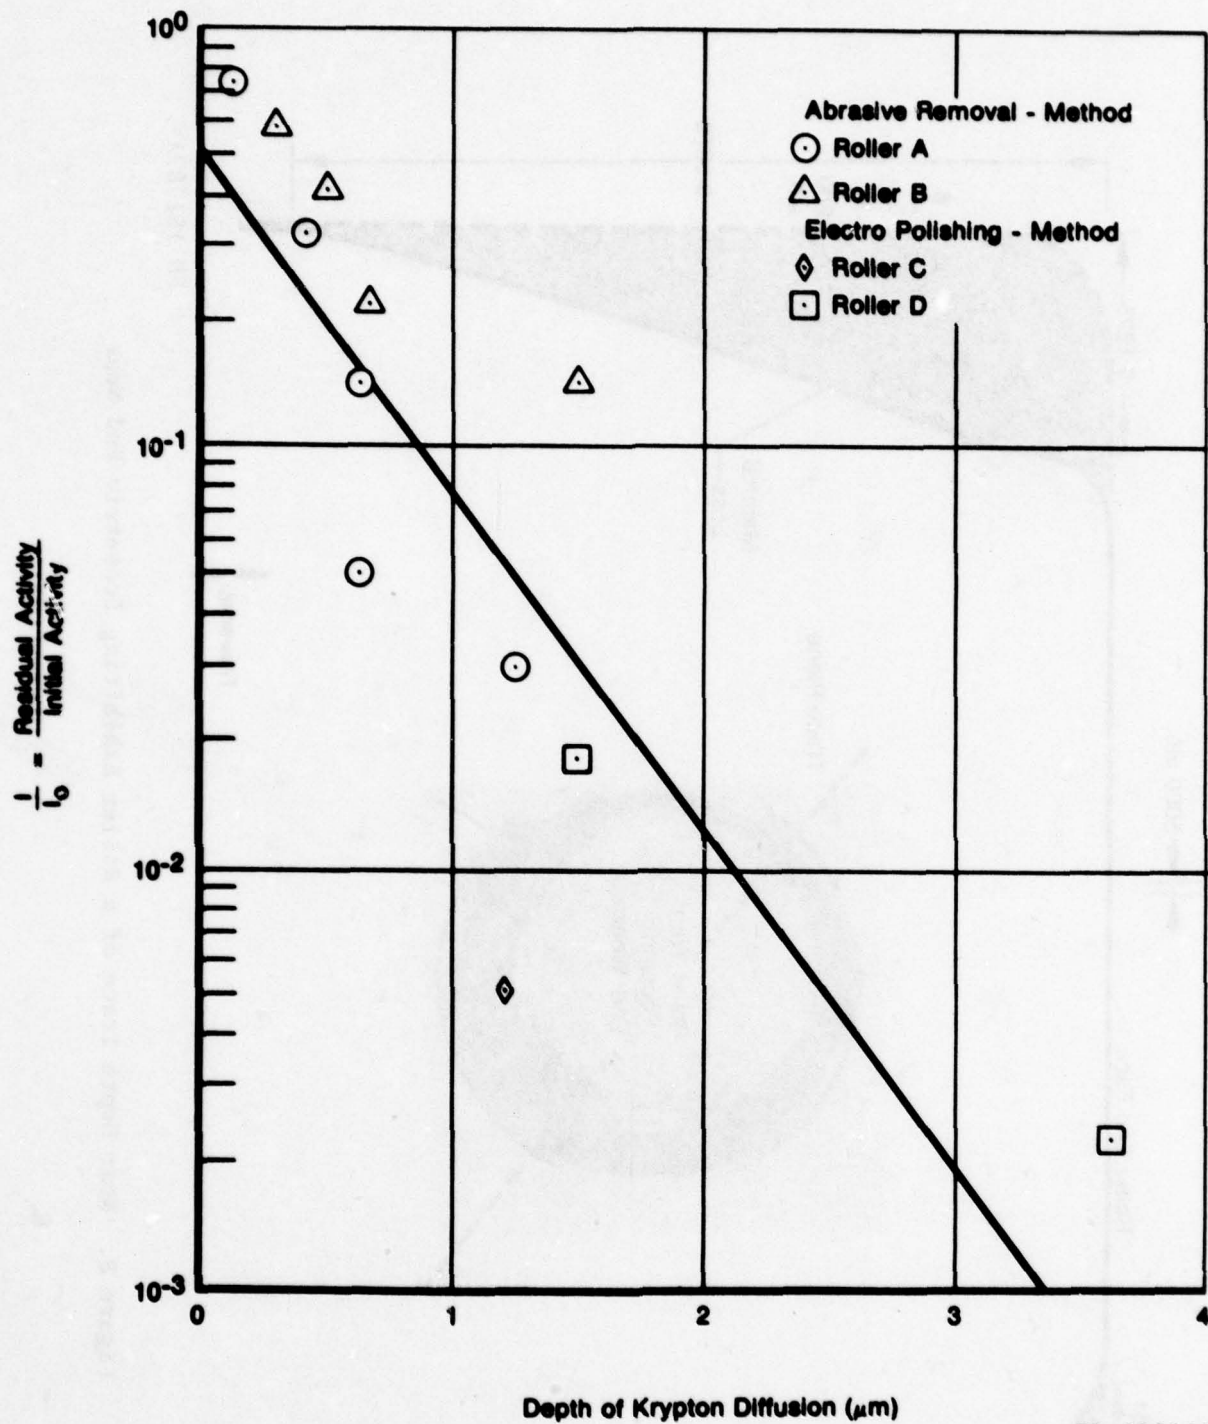 10⁰
10⁻¹
10⁻²
10⁻³
0
1
2
3
4
I/I₀ = Residual Activity / Initial Activity
Depth of Krypton Diffusion (μm)
Abrasive Removal - Method
Roller A
Roller B
Electro Polishing - Method
Roller C
Roller D